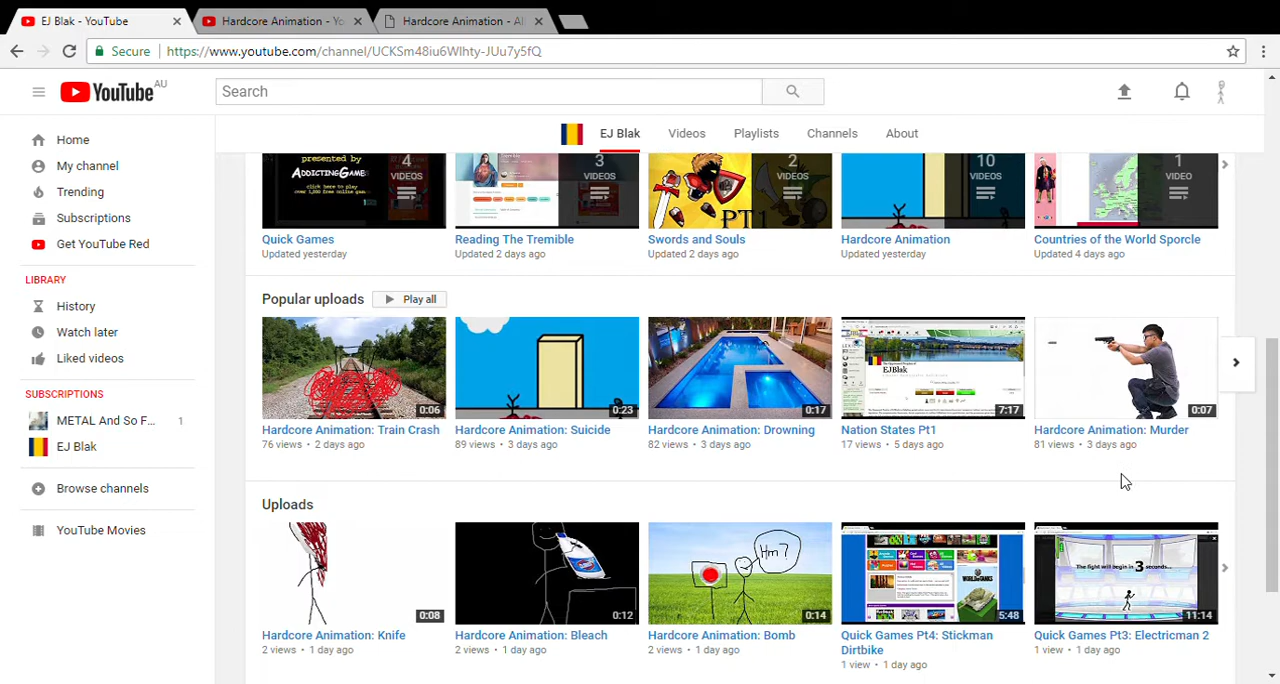 EJ Blak - YouTube
Hardcore Animation - Yo
Hardcore Animation - Al
Secure
https://www.youtube.com/channel/UCKSm48iu6WIhty-JUu7y5fQ
YouTube AU
Search
EJ Blak Videos Playlists Channels About
Home
My channel
Trending
Subscriptions
Get YouTube Red
LIBRARY
History
Watch later
Liked videos
SUBSCRIPTIONS
METAL And So F... 1
EJ Blak
Browse channels
YouTube Movies
presented by
ADDICTINGGAMES
click here to play
4
VIDEOS
3
VIDEOS
PT1
2
VIDEOS
10
VIDEOS
1
VIDEO
Quick Games
Updated yesterday
Reading The Tremible
Updated 2 days ago
Swords and Souls
Updated 2 days ago
Hardcore Animation
Updated yesterday
Countries of the World Sporcle
Updated 4 days ago
Popular uploads
Play all
0:06
Hardcore Animation: Train Crash
76 views • 2 days ago
0:23
Hardcore Animation: Suicide
89 views • 3 days ago
0:17
Hardcore Animation: Drowning
82 views • 3 days ago
EJBlak
7:17
Nation States Pt1
17 views • 5 days ago
0:07
Hardcore Animation: Murder
81 views • 3 days ago
Uploads
0:08
Hardcore Animation: Knife
2 views • 1 day ago
0:12
Hardcore Animation: Bleach
2 views • 1 day ago
Hm?
0:14
Hardcore Animation: Bomb
2 views • 1 day ago
5:48
Quick Games Pt4: Stickman
Dirtbike
1 view • 1 day ago
The fight will begin in 3 seconds...
11:14
Quick Games Pt3: Electricman 2
1 view • 1 day ago